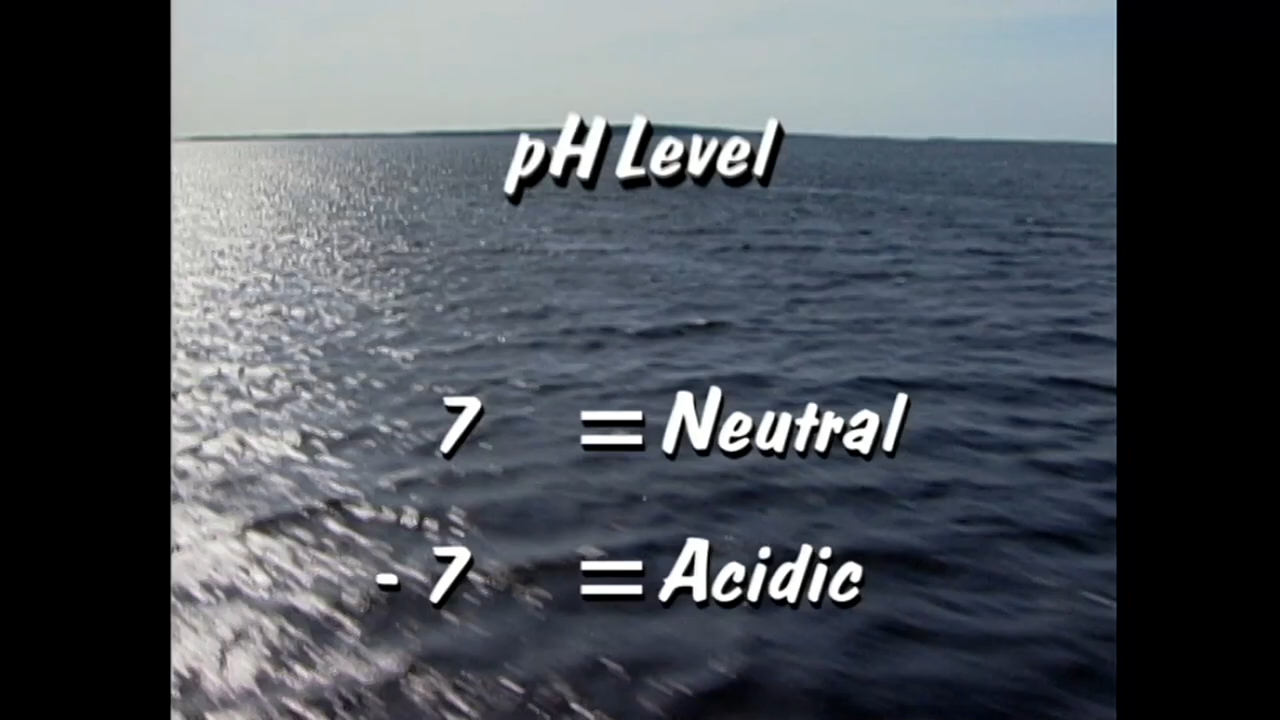 pH Level
7 = Neutral
- 7 = Acidic